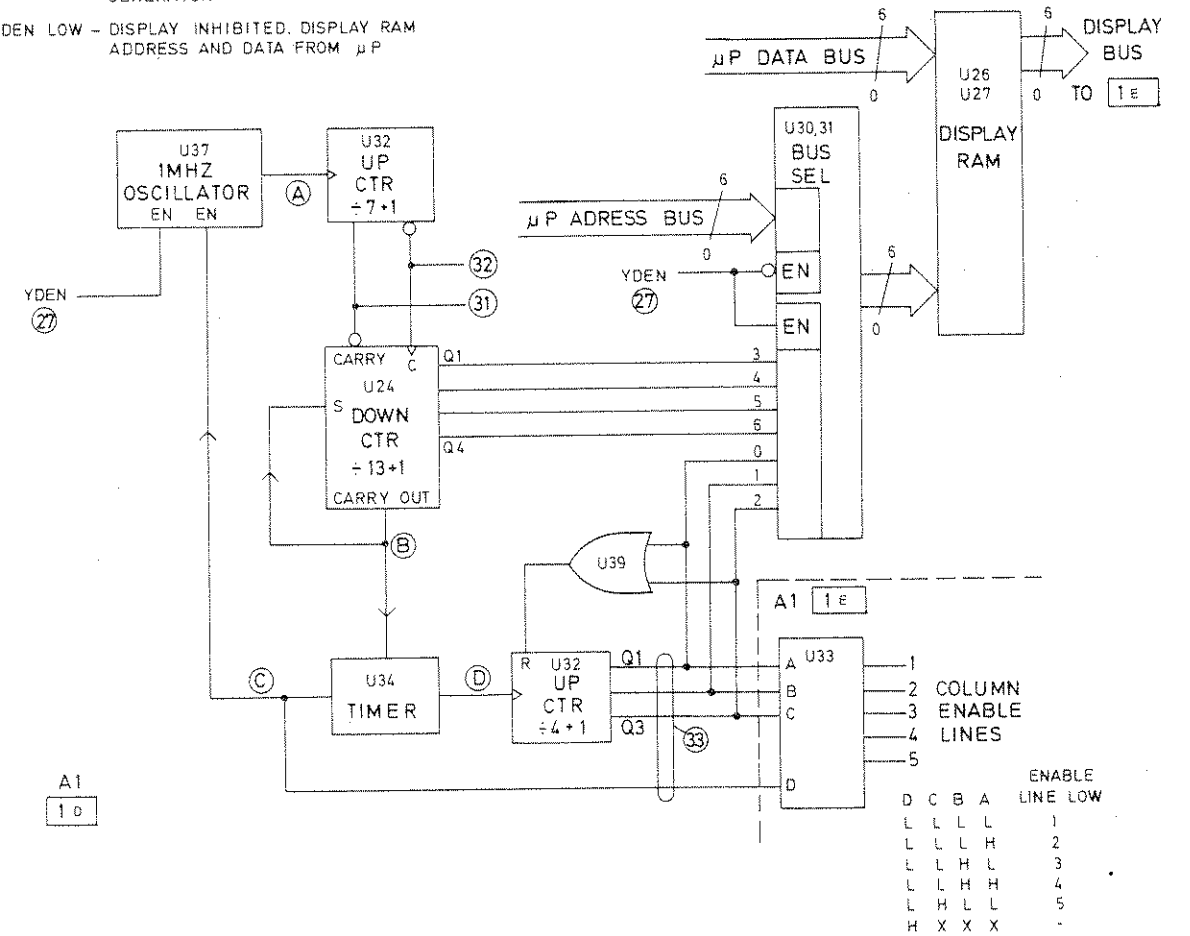 DEN LOW – DISPLAY INHIBITED. DISPLAY RAM
ADDRESS AND DATA FROM µP
6
µP DATA BUS
0
U26
U27
DISPLAY
RAM
6
0
DISPLAY
BUS
TO 1E
U37
1MHZ
OSCILLATOR
EN EN
A
U32
UP
CTR
÷7+1
U30,31
BUS
SEL
6
µP ADRESS BUS
0
32
31
YDEN
27
YDEN
27
EN
EN
6
0
CARRY
C
U24
S
DOWN
CTR
÷13+1
CARRY OUT
Q1
Q4
3
4
5
6
0
1
2
B
U39
A1 1E
C
U34
TIMER
D
R U32
UP
CTR
÷4+1
Q1
Q3
33
U33
A
B
C
D
1
2
3
4
5
COLUMN
ENABLE
LINES
A1
1D
ENABLE
D C B A LINE LOW
L L L L 1
L L L H 2
L L H L 3
L L H H 4
L H L L 5
H X X X -